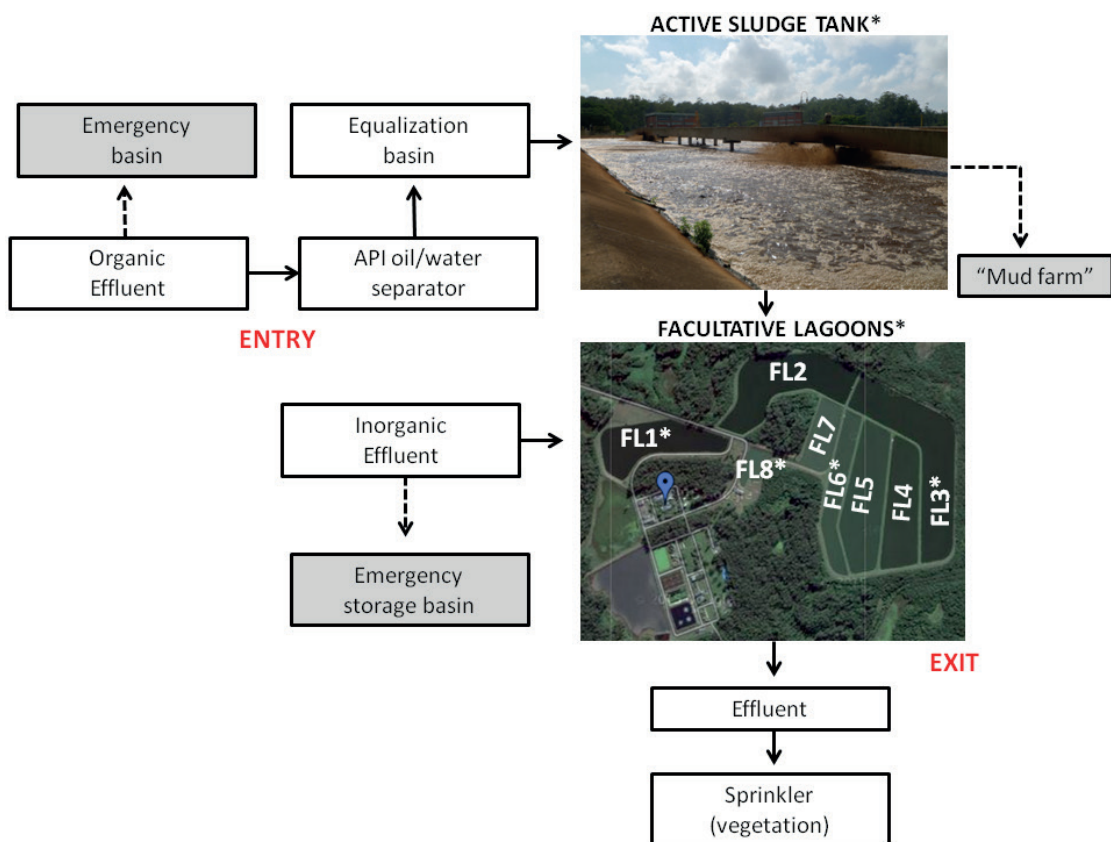 ACTIVE SLUDGE TANK*
Emergency
basin
Equalization
basin
Organic
Effluent
API oil/water
separator
"Mud farm"
ENTRY
FACULTATIVE LAGOONS*
Inorganic
Effluent
FL1*
FL2
FL8*
FL7
FL6*
FL5
FL4
FL3*
Emergency
storage basin
EXIT
Effluent
Sprinkler
(vegetation)